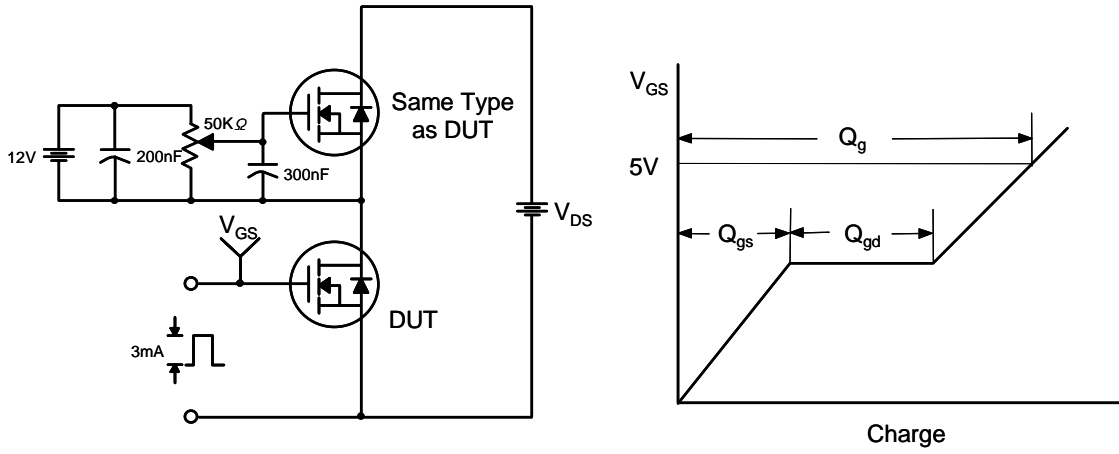 Same Type
as DUT
50KΩ
12V
200nF
300nF
V_GS
V_DS
DUT
3mA
V_GS
Q_g
5V
Q_gs
Q_gd
Charge